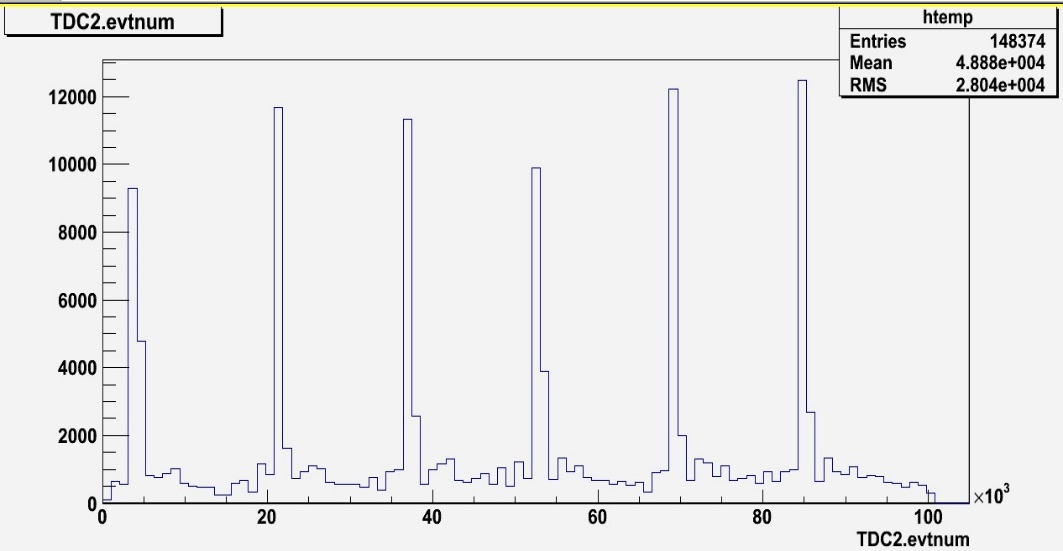 TDC2.evtnum
htemp
Entries 148374
Mean 4.888e+004
RMS 2.804e+004
12000
10000
8000
6000
4000
2000
0
0 20 40 60 80 100 ×10³
TDC2.evtnum